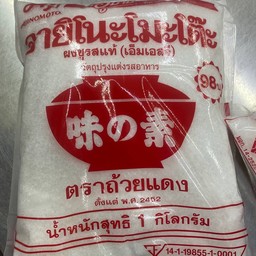 AJINOMOTO
อายิโนะโมะโต๊ะ
ผงชูรสแท้ (เอ็มเอสจี)
วัตถุปรุงแต่งรสอาหาร
98
味の素
ตราถ้วยแดง
ตั้งแต่ พ.ศ. 2452
น้ำหนักสุทธิ 1 กิโลกรัม
14-1-19855-1-0001